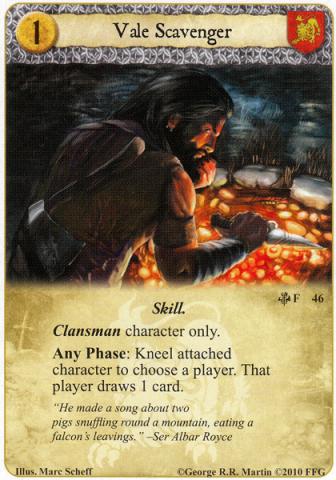 1
Vale Scavenger
F 46
Skill.
Clansman character only.
Any Phase: Kneel attached
character to choose a player. That
player draws 1 card.
“He made a song about two
pigs snuffling round a mountain, eating a
falcon’s leavings.” –Ser Albar Royce
Illus. Marc Scheff ©George R.R. Martin ©2010 FFG